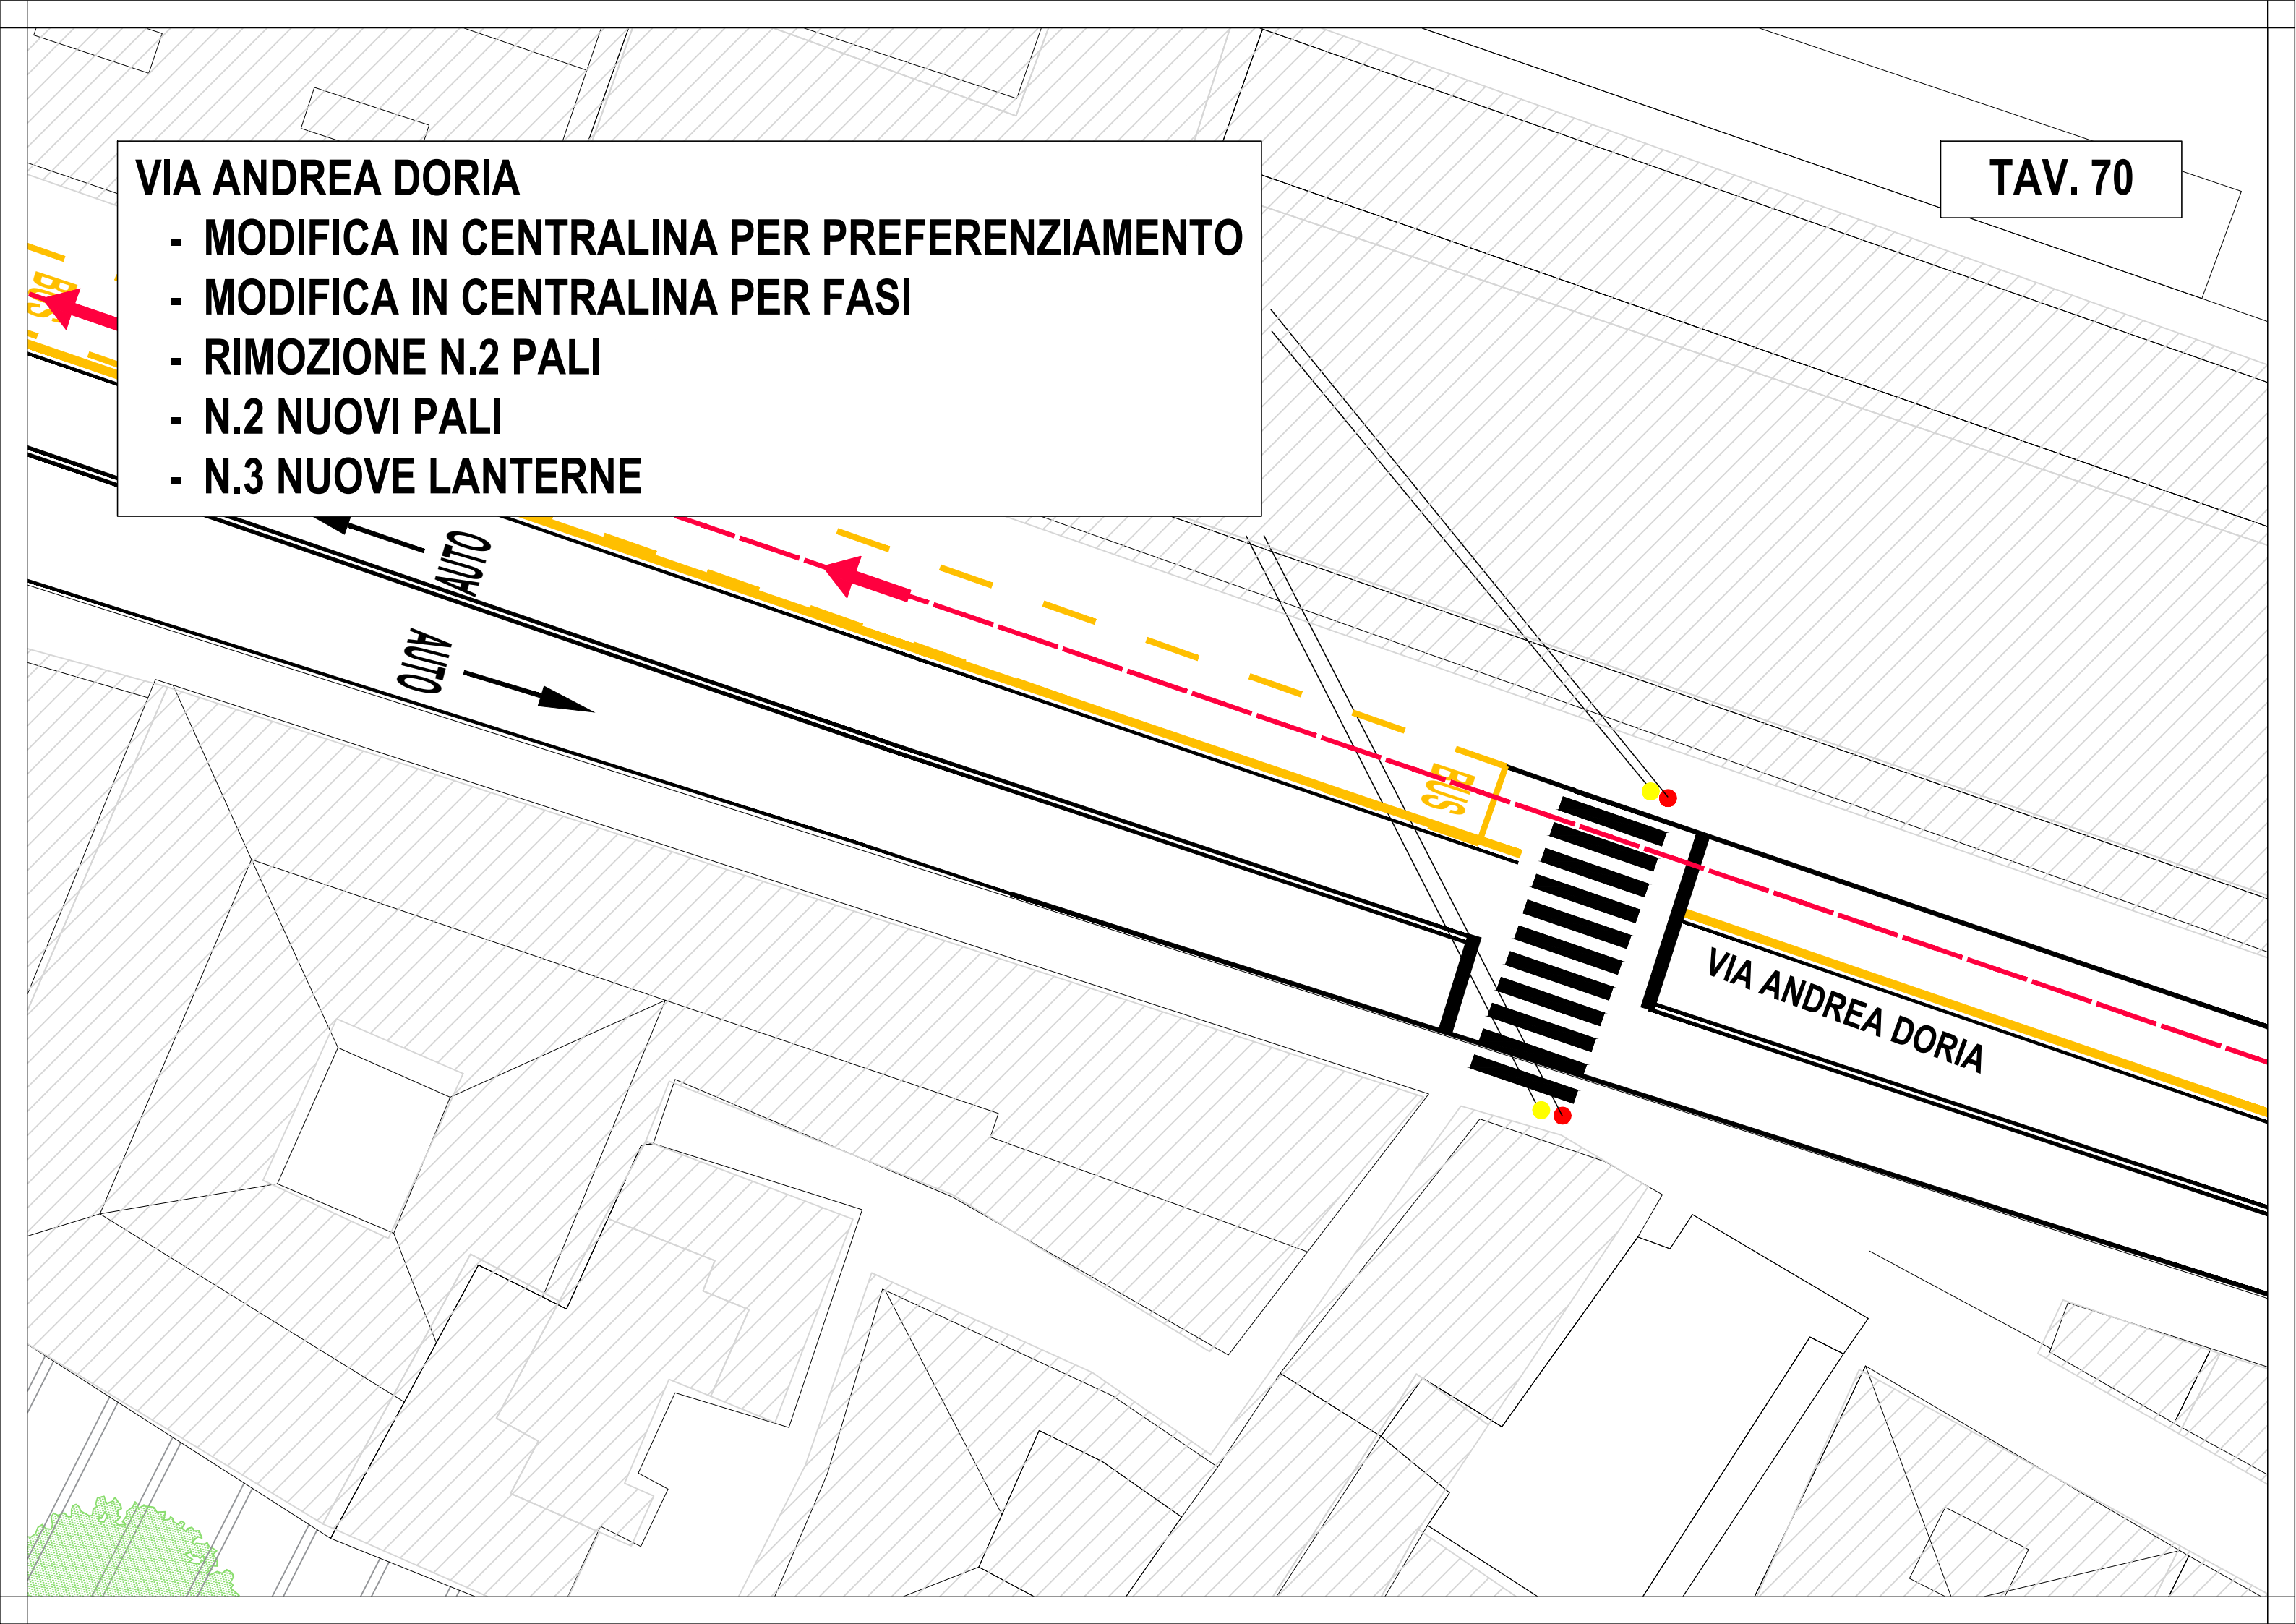 VIA ANDREA DORIA
- MODIFICA IN CENTRALINA PER PREFERENZIAMENTO
- MODIFICA IN CENTRALINA PER FASI
- RIMOZIONE N.2 PALI
- N.2 NUOVI PALI
- N.3 NUOVE LANTERNE
TAV. 70
BUS
AUTO
AUTO
BUS
VIA ANDREA DORIA